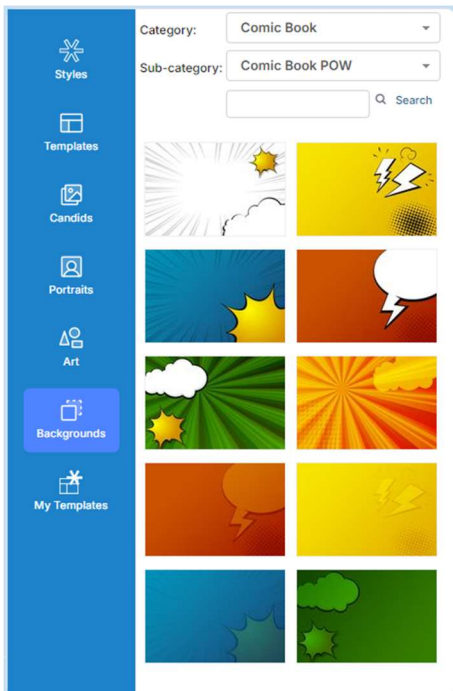 Styles
Templates
Candids
Portraits
Art
Backgrounds
My Templates
Category: Comic Book
Sub-category: Comic Book POW
Search